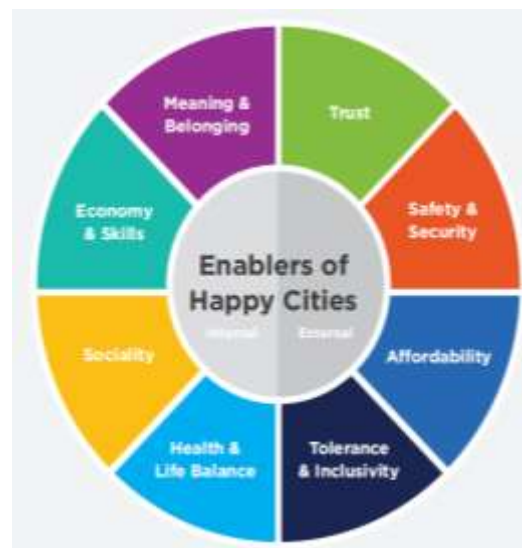 Meaning &
Belonging
Trust
Economy
& Skills
Safety &
Security
Enablers of
Happy Cities
Internal
External
Sociality
Affordability
Health &
Life Balance
Tolerance
& Inclusivity